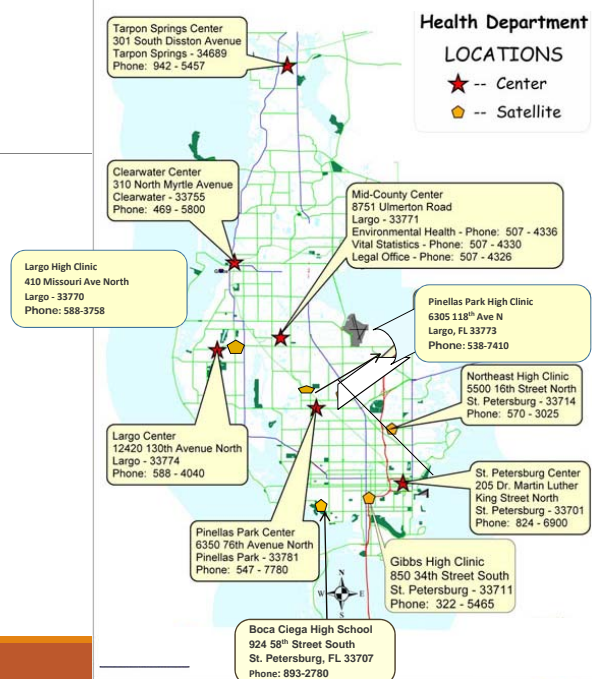 Health Department
LOCATIONS
-- Center
-- Satellite
Tarpon Springs Center
301 South Disston Avenue
Tarpon Springs - 34689
Phone: 942 - 5457
Clearwater Center
310 North Myrtle Avenue
Clearwater - 33755
Phone: 469 - 5800
Mid-County Center
8751 Ulmerton Road
Largo - 33771
Environmental Health - Phone: 507 - 4336
Vital Statistics - Phone: 507 - 4330
Legal Office - Phone: 507 - 4326
Largo High Clinic
410 Missouri Ave North
Largo - 33770
Phone: 588-3758
Pinellas Park High Clinic
6305 118th Ave N
Largo, FL 33773
Phone: 538-7410
Northeast High Clinic
5500 16th Street North
St. Petersburg - 33714
Phone: 570 - 3025
Largo Center
12420 130th Avenue North
Largo - 33774
Phone: 588 - 4040
St. Petersburg Center
205 Dr. Martin Luther
King Street North
St. Petersburg - 33701
Phone: 824 - 6900
Pinellas Park Center
6350 76th Avenue North
Pinellas Park - 33781
Phone: 547 - 7780
Gibbs High Clinic
850 34th Street South
St. Petersburg - 33711
Phone: 322 - 5465
N
W E
S
Boca Ciega High School
924 58th Street South
St. Petersburg, FL 33707
Phone: 893-2780